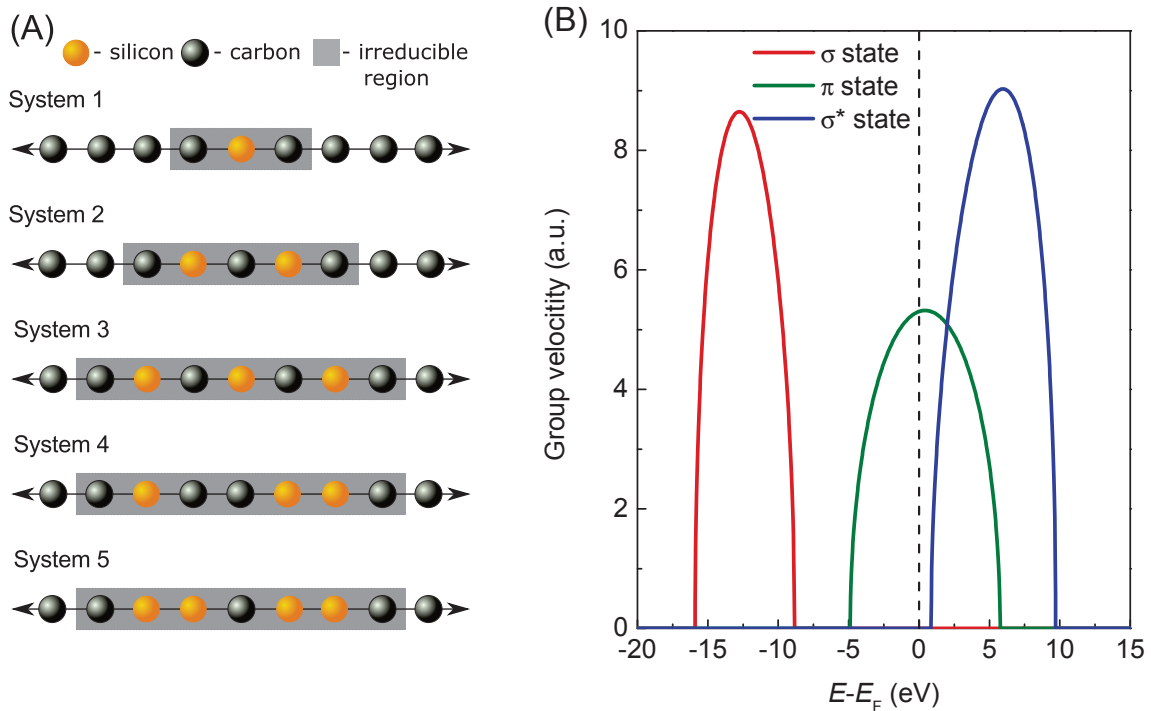 (A)
- silicon - carbon - irreducible
region
System 1
System 2
System 3
System 4
System 5
(B)
σ state
π state
σ* state
Group velocitity (a.u.)
10
8
6
4
2
0
-20 -15 -10 -5 0 5 10 15
E-E_F (eV)